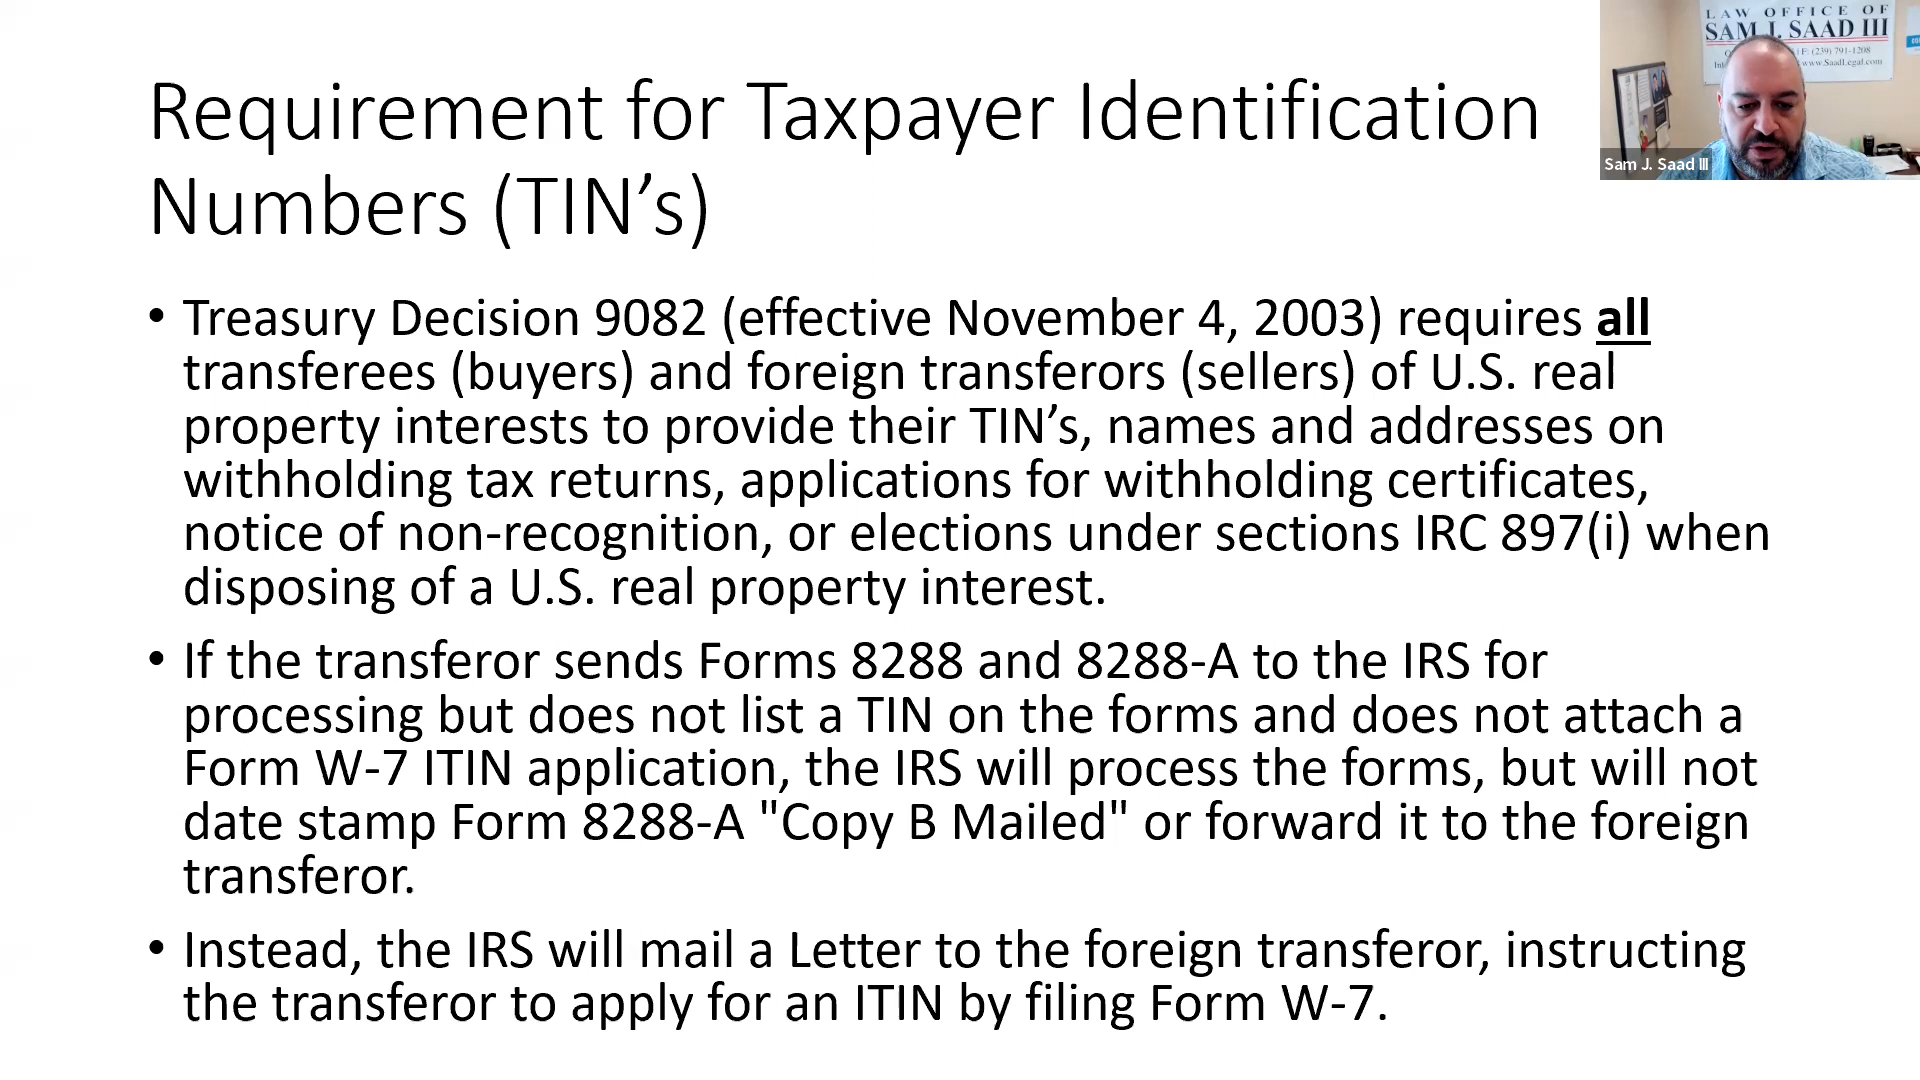 Requirement for Taxpayer Identification
Numbers (TIN’s)
• Treasury Decision 9082 (effective November 4, 2003) requires all
transferees (buyers) and foreign transferors (sellers) of U.S. real
property interests to provide their TIN’s, names and addresses on
withholding tax returns, applications for withholding certificates,
notice of non-recognition, or elections under sections IRC 897(i) when
disposing of a U.S. real property interest.
• If the transferor sends Forms 8288 and 8288-A to the IRS for
processing but does not list a TIN on the forms and does not attach a
Form W-7 ITIN application, the IRS will process the forms, but will not
date stamp Form 8288-A "Copy B Mailed" or forward it to the foreign
transferor.
• Instead, the IRS will mail a Letter to the foreign transferor, instructing
the transferor to apply for an ITIN by filing Form W-7.
LAW OFFICE OF
SAM J. SAAD III
F: (239) 791-1208
www.SaadLegal.com
Sam J. Saad III